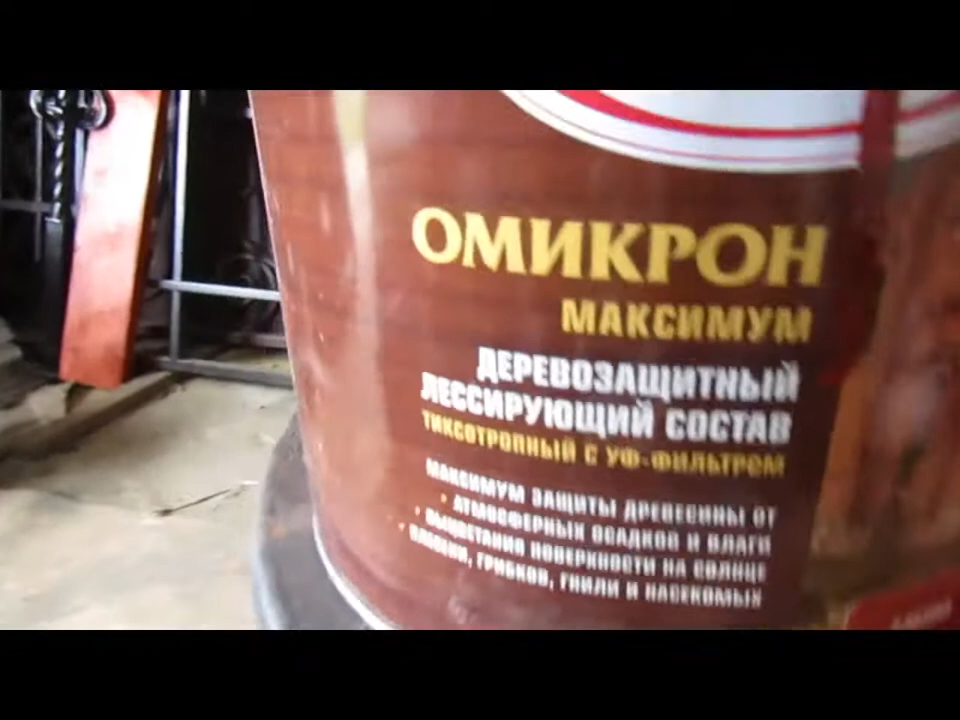 ОМИКРОН
МАКСИМУМ
ДЕРЕВОЗАЩИТНЫЙ
ЛЕССИРУЮЩИЙ СОСТАВ
ТИКСОТРОПНЫЙ С УФ-ФИЛЬТРОМ
МАКСИМУМ ЗАЩИТЫ ДРЕВЕСИНЫ ОТ
• АТМОСФЕРНЫХ ОСАДКОВ И ВЛАГИ
• ВЫЦВЕТАНИЯ ПОВЕРХНОСТИ НА СОЛНЦЕ
• ПЛЕСЕНИ, ГРИБКОВ, ГНИЛИ И НАСЕКОМЫХ